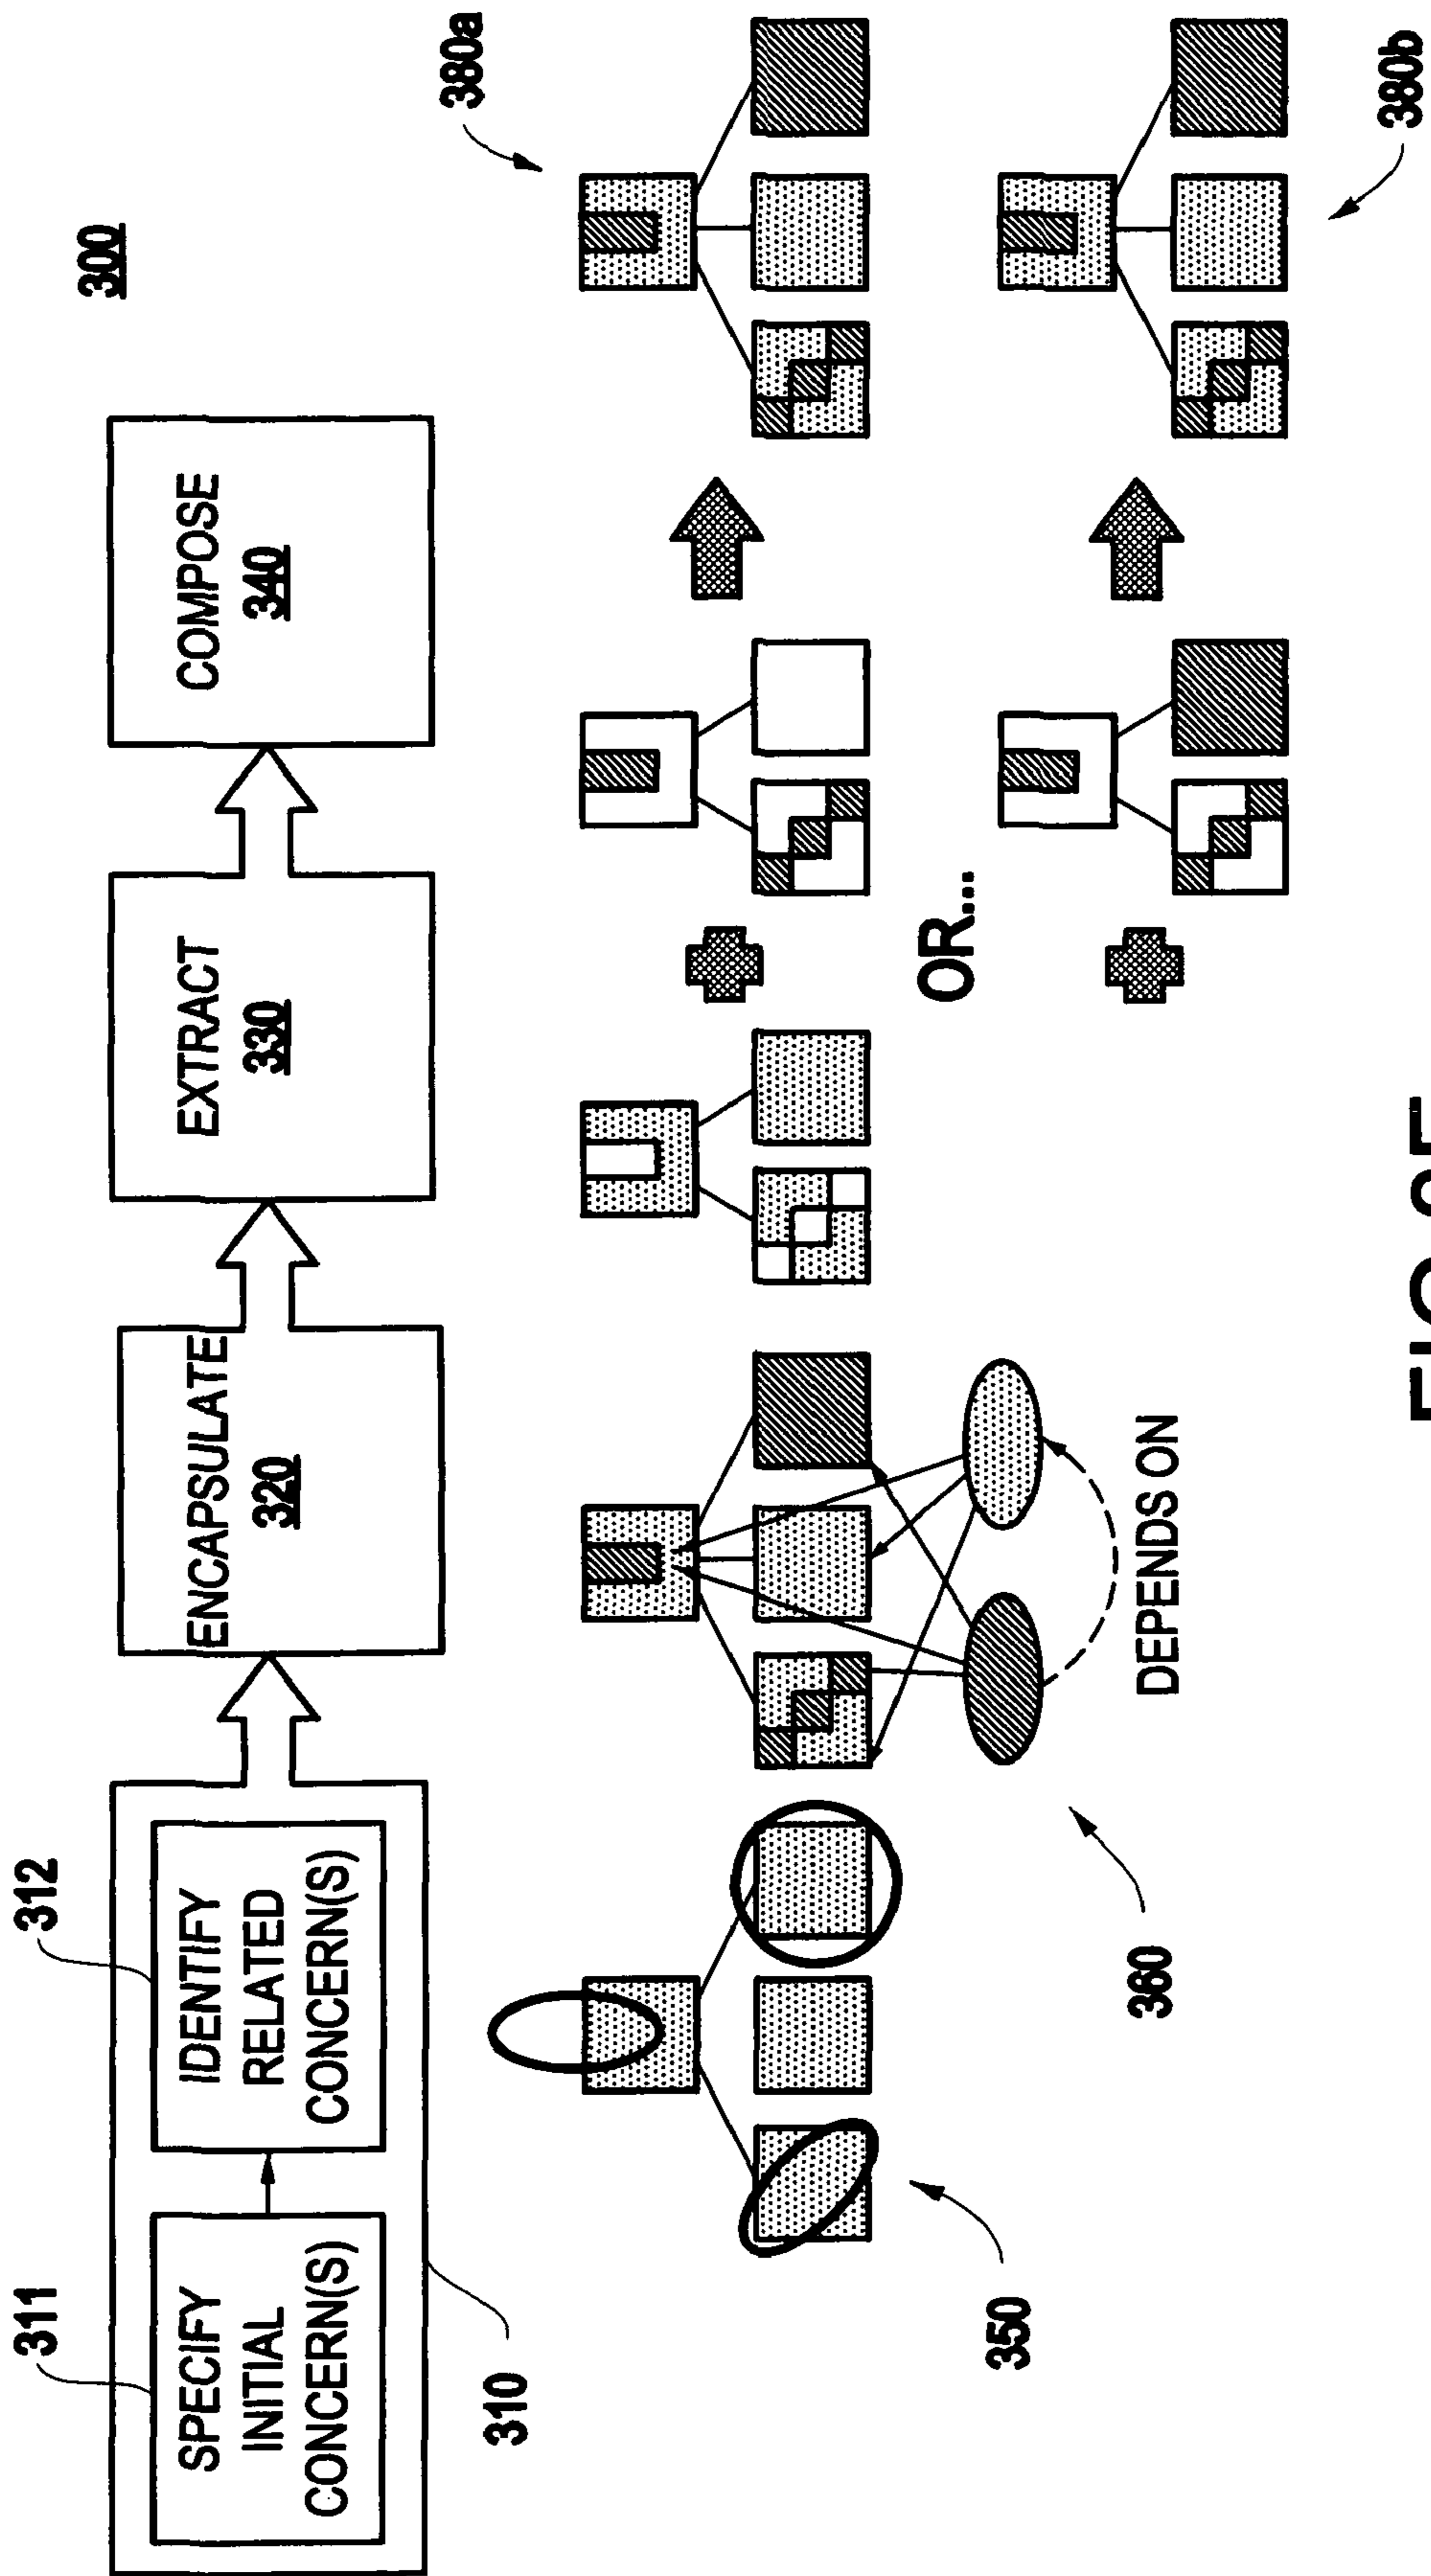 300
311
312
SPECIFY
INITIAL
CONCERN(S)
IDENTIFY
RELATED
CONCERN(S)
310
ENCAPSULATE
320
EXTRACT
330
COMPOSE
340
350
360
DEPENDS ON
OR...
380a
380b